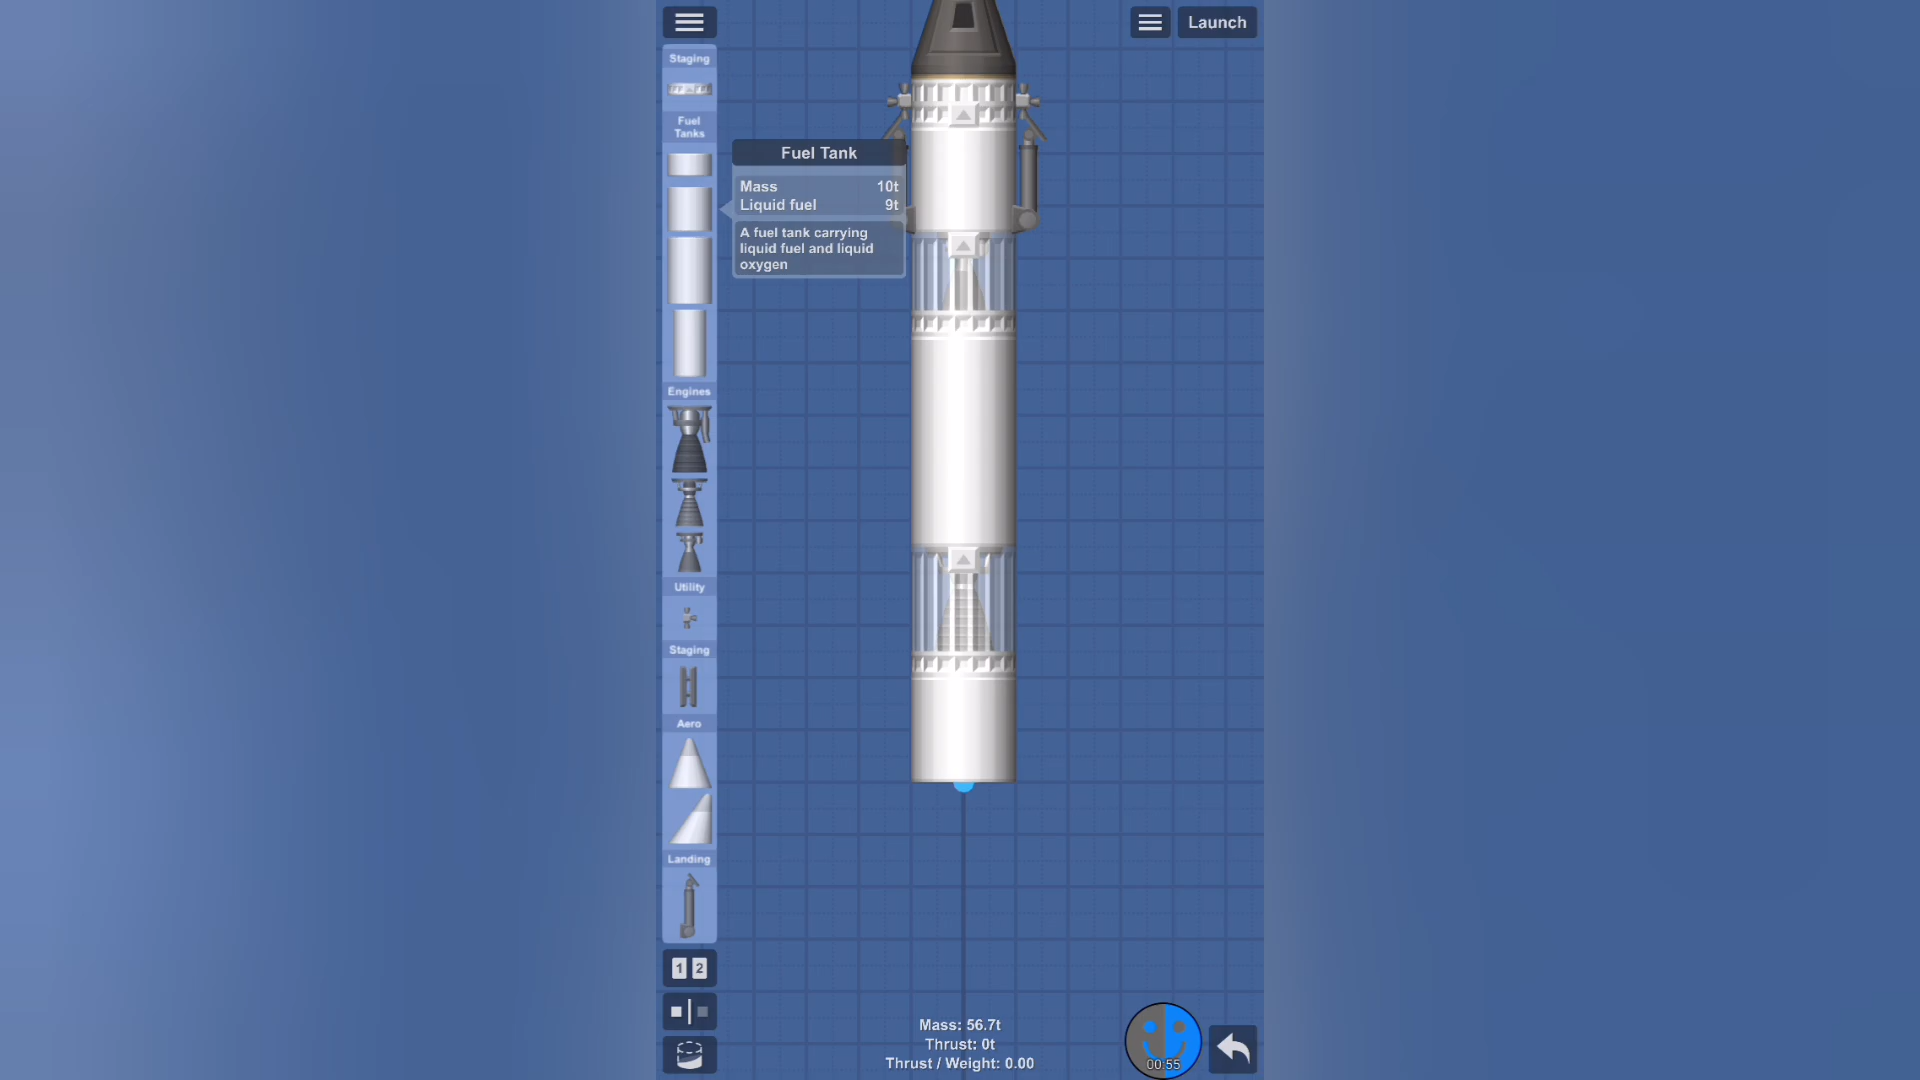 Launch
Staging
Fuel
Tanks
Fuel Tank
Mass 10t
Liquid fuel 9t
A fuel tank carrying
liquid fuel and liquid
oxygen
Engines
Utility
Staging
Aero
Landing
1 2
Mass: 56.7t
Thrust: 0t
Thrust / Weight: 0.00
00:55